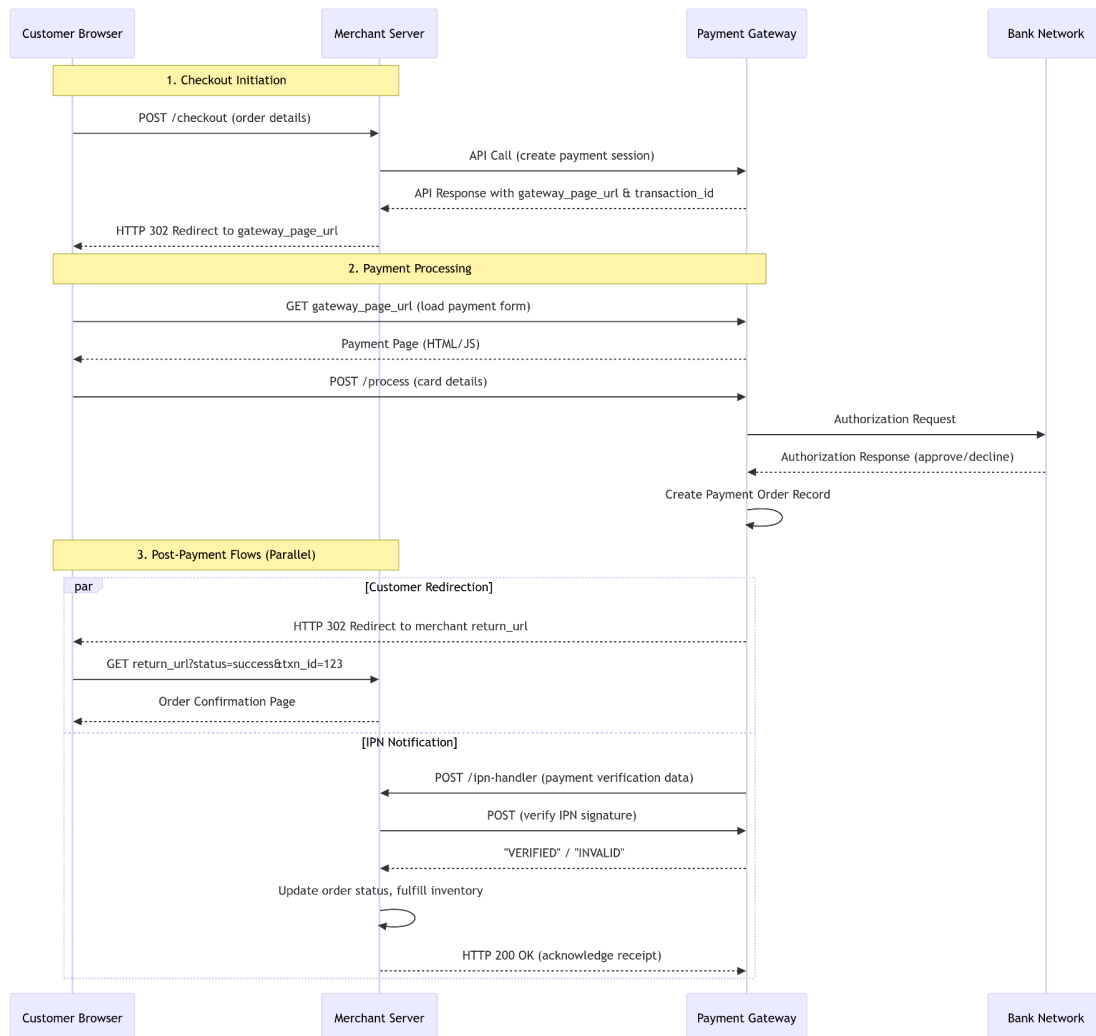 Customer Browser
Merchant Server
Payment Gateway
Bank Network
1. Checkout Initiation
POST /checkout (order details)
API Call (create payment session)
API Response with gateway_page_url & transaction_id
HTTP 302 Redirect to gateway_page_url
2. Payment Processing
GET gateway_page_url (load payment form)
Payment Page (HTML/JS)
POST /process (card details)
Authorization Request
Authorization Response (approve/decline)
Create Payment Order Record
3. Post-Payment Flows (Parallel)
par
[Customer Redirection]
HTTP 302 Redirect to merchant return_url
GET return_url?status=success&txn_id=123
Order Confirmation Page
[IPN Notification]
POST /ipn-handler (payment verification data)
POST (verify IPN signature)
"VERIFIED" / "INVALID"
Update order status, fulfill inventory
HTTP 200 OK (acknowledge receipt)
Customer Browser
Merchant Server
Payment Gateway
Bank Network